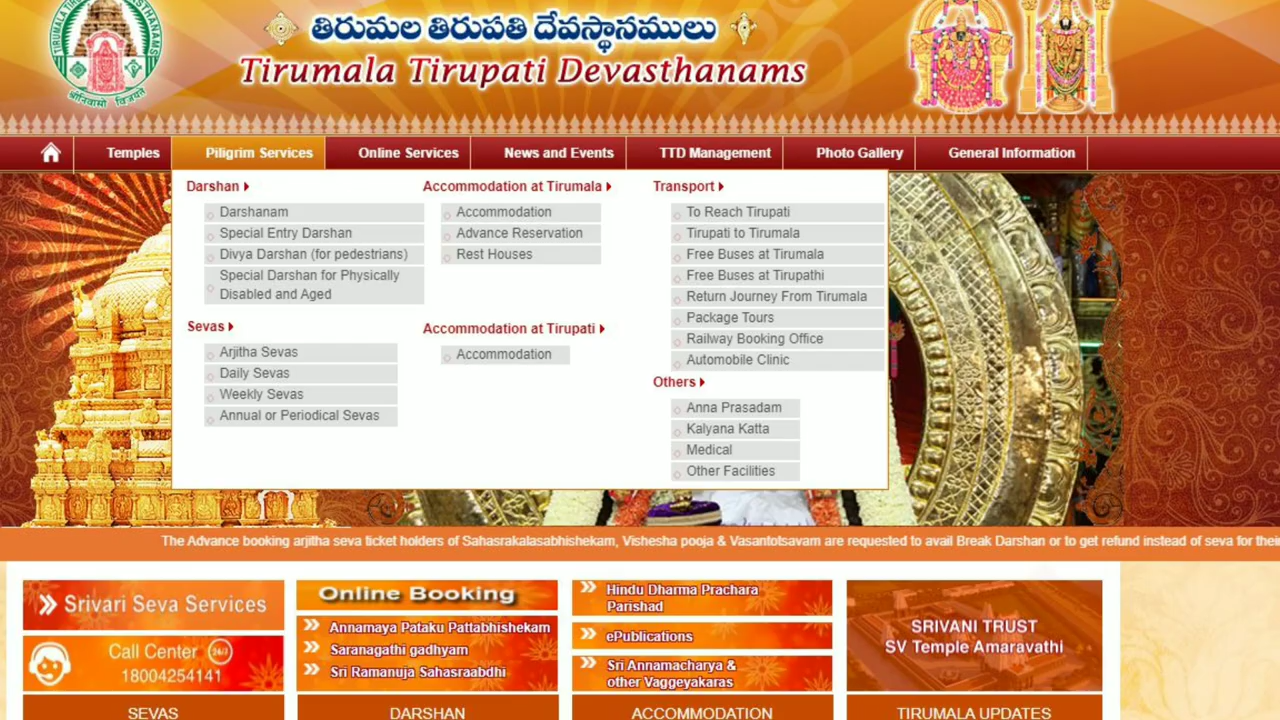 తిరుమల తిరుపతి దేవస్థానములు
Tirumala Tirupati Devasthanams
श्रीनिवासो विजयते
Temples
Piligrim Services
Online Services
News and Events
TTD Management
Photo Gallery
General Information
Darshan
Darshanam
Special Entry Darshan
Divya Darshan (for pedestrians)
Special Darshan for Physically
Disabled and Aged
Sevas
Arjitha Sevas
Daily Sevas
Weekly Sevas
Annual or Periodical Sevas
Accommodation at Tirumala
Accommodation
Advance Reservation
Rest Houses
Accommodation at Tirupati
Accommodation
Transport
To Reach Tirupati
Tirupati to Tirumala
Free Buses at Tirumala
Free Buses at Tirupathi
Return Journey From Tirumala
Package Tours
Railway Booking Office
Automobile Clinic
Others
Anna Prasadam
Kalyana Katta
Medical
Other Facilities
The Advance booking arjitha seva ticket holders of Sahasrakalasabhishekam, Vishesha pooja & Vasantotsavam are requested to avail Break Darshan or to get refund instead of seva for their
Srivari Seva Services
Call Center 24/7
18004254141
Online Booking
Annamaya Pataku Pattabhishekam
Saranagathi gadhyam
Sri Ramanuja Sahasraabdhi
Hindu Dharma Prachara
Parishad
ePublications
Sri Annamacharya &
other Vaggeyakaras
SRIVANI TRUST
SV Temple Amaravathi
SEVAS
DARSHAN
ACCOMMODATION
TIRUMALA UPDATES